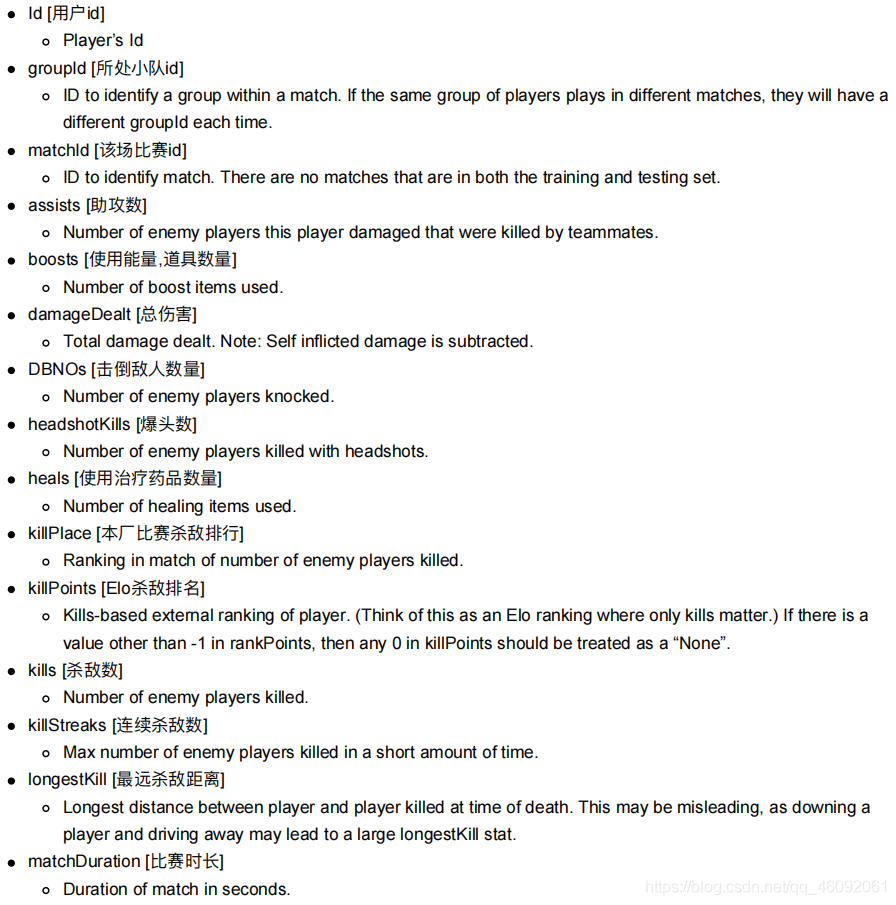 Id [用户id]
Player’s Id
groupId [所处小队id]
ID to identify a group within a match. If the same group of players plays in different matches, they will have a
different groupId each time.
matchId [该场比赛id]
ID to identify match. There are no matches that are in both the training and testing set.
assists [助攻数]
Number of enemy players this player damaged that were killed by teammates.
boosts [使用能量,道具数量]
Number of boost items used.
damageDealt [总伤害]
Total damage dealt. Note: Self inflicted damage is subtracted.
DBNOs [击倒敌人数量]
Number of enemy players knocked.
headshotKills [爆头数]
Number of enemy players killed with headshots.
heals [使用治疗药品数量]
Number of healing items used.
killPlace [本厂比赛杀敌排行]
Ranking in match of number of enemy players killed.
killPoints [Elo杀敌排名]
Kills-based external ranking of player. (Think of this as an Elo ranking where only kills matter.) If there is a
value other than -1 in rankPoints, then any 0 in killPoints should be treated as a “None”.
kills [杀敌数]
Number of enemy players killed.
killStreaks [连续杀敌数]
Max number of enemy players killed in a short amount of time.
longestKill [最远杀敌距离]
Longest distance between player and player killed at time of death. This may be misleading, as downing a
player and driving away may lead to a large longestKill stat.
matchDuration [比赛时长]
Duration of match in seconds.
https://blog.csdn.net/qq_46092061